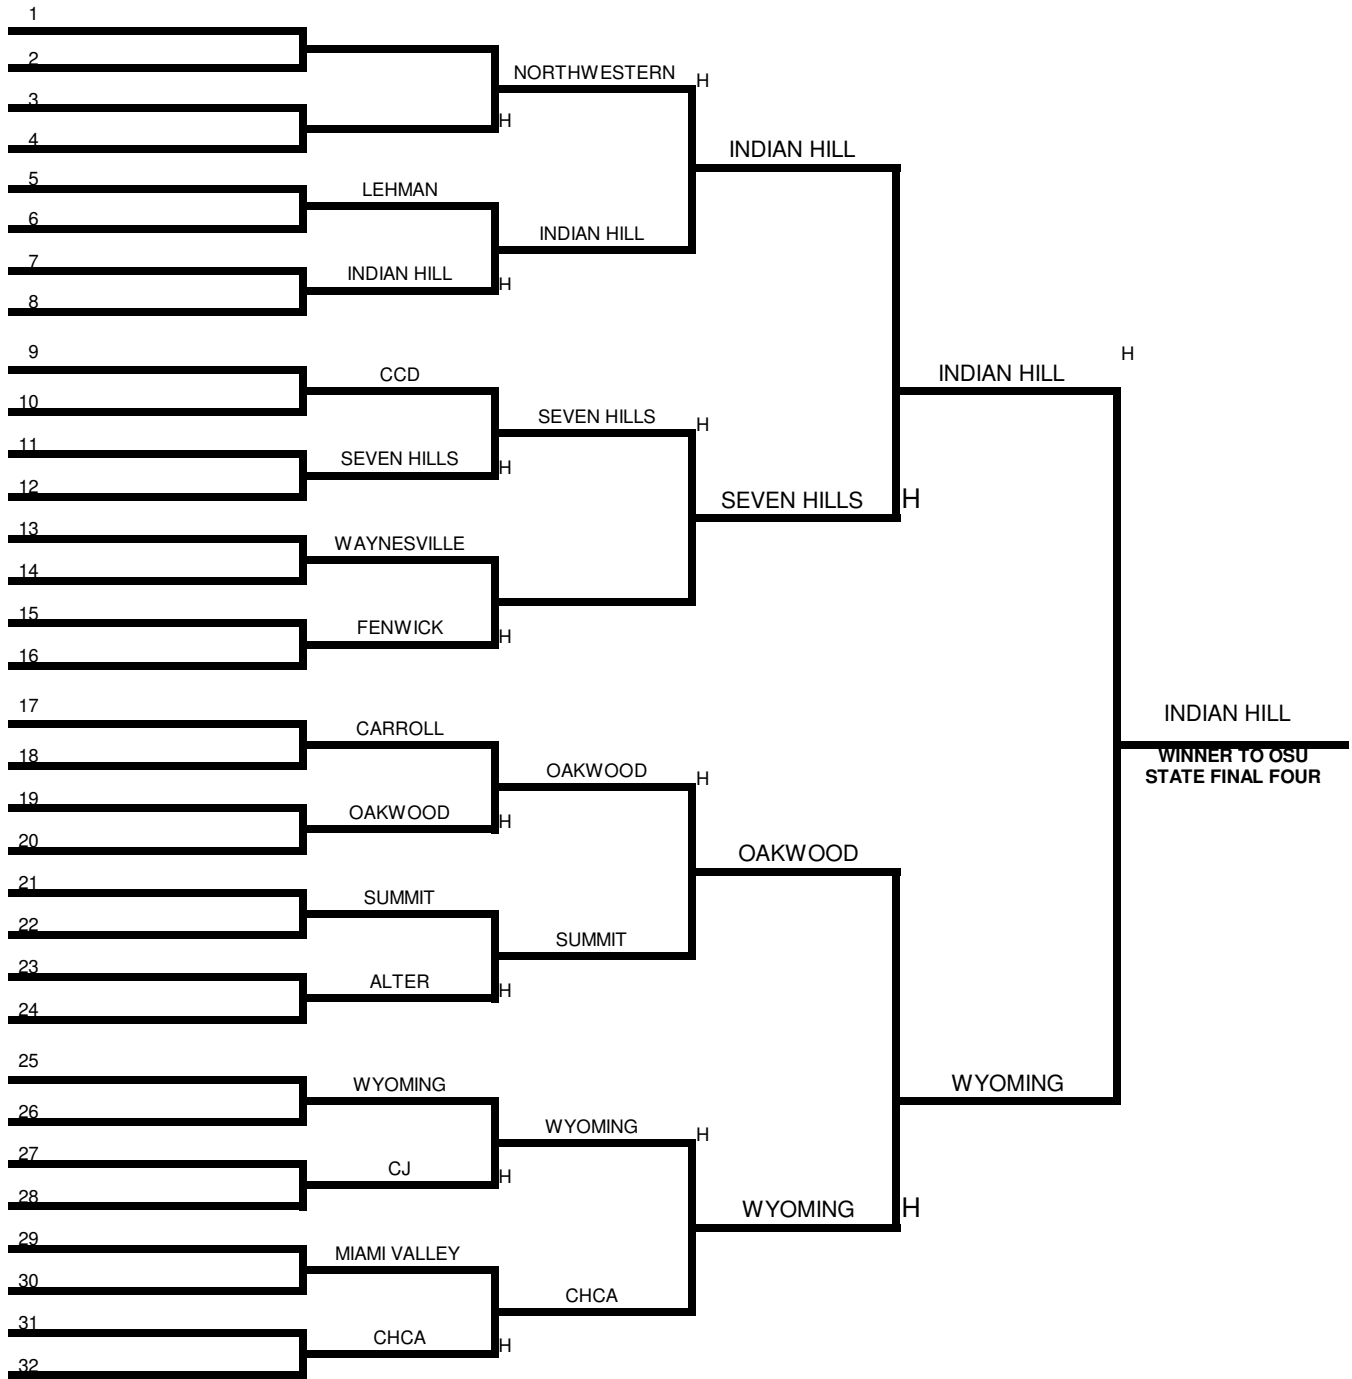 1
2
3
4
5
6
7
8
9
10
11
12
13
14
15
16
17
18
19
20
21
22
23
24
25
26
27
28
29
30
31
32
H
LEHMAN
INDIAN HILL
H
CCD
SEVEN HILLS
H
WAYNESVILLE
FENWICK
H
CARROLL
OAKWOOD
H
SUMMIT
ALTER
H
WYOMING
CJ
H
MIAMI VALLEY
CHCA
H
NORTHWESTERN
H
INDIAN HILL
SEVEN HILLS
H
OAKWOOD
H
SUMMIT
WYOMING
H
CHCA
INDIAN HILL
SEVEN HILLS
H
OAKWOOD
WYOMING
H
INDIAN HILL
H
WYOMING
INDIAN HILL
WINNER TO OSU
STATE FINAL FOUR